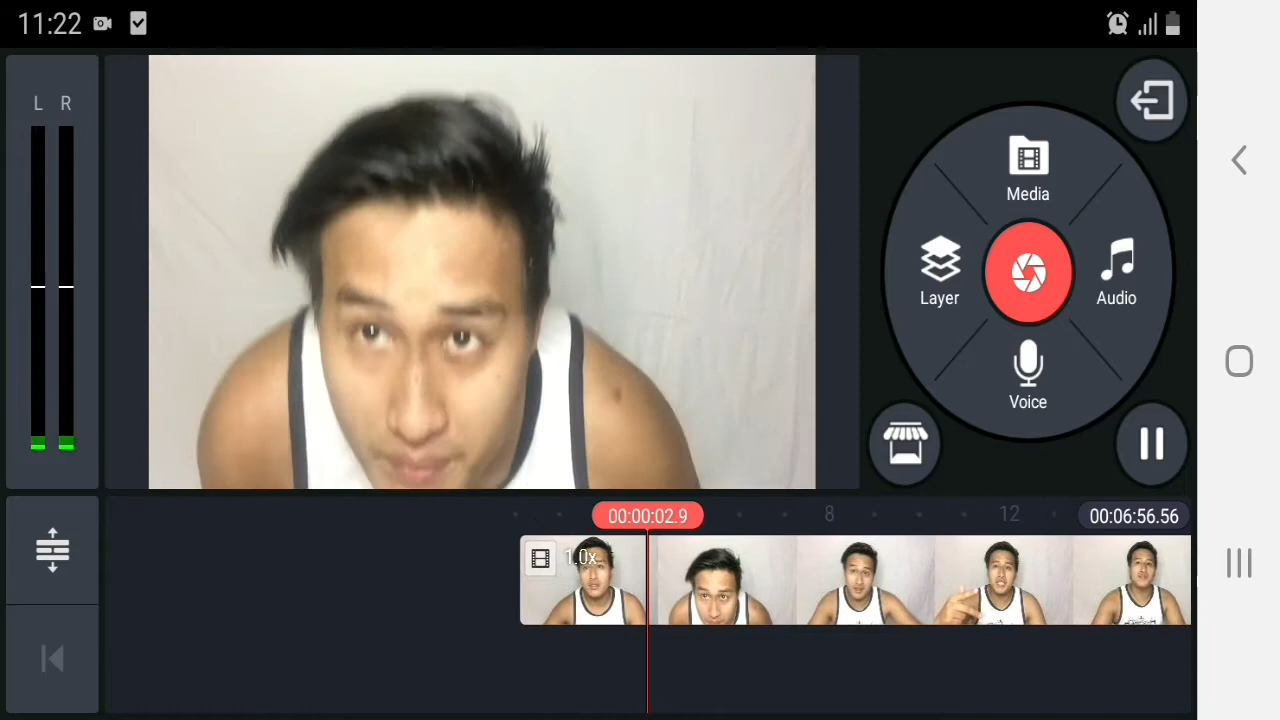 11:22
L R
Media
Layer
Audio
Voice
00:00:02.9
8
12
00:06:56.56
1.0x